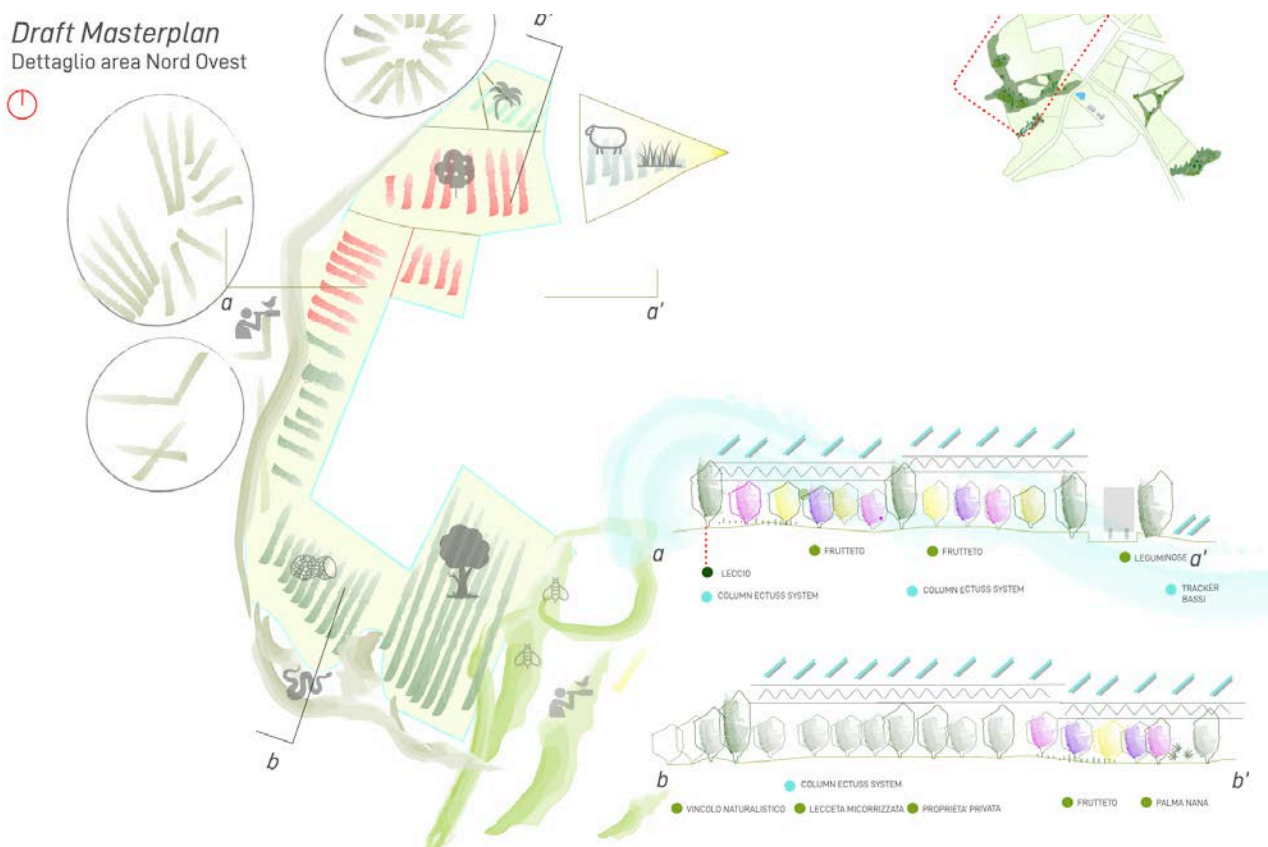 Draft Masterplan
Dettaglio area Nord Ovest
b'
a
a'
a
a'
FRUTTETO
FRUTTETO
LEGUMINOSE
LECCIO
COLUMN ECTUSS SYSTEM
COLUMN ECTUSS SYSTEM
TRACKER
BASSI
b
b
b'
COLUMN ECTUSS SYSTEM
VINCOLO NATURALISTICO
LECCETA MICORRIZZATA
PROPRIETA' PRIVATA
FRUTTETO
PALMA NANA